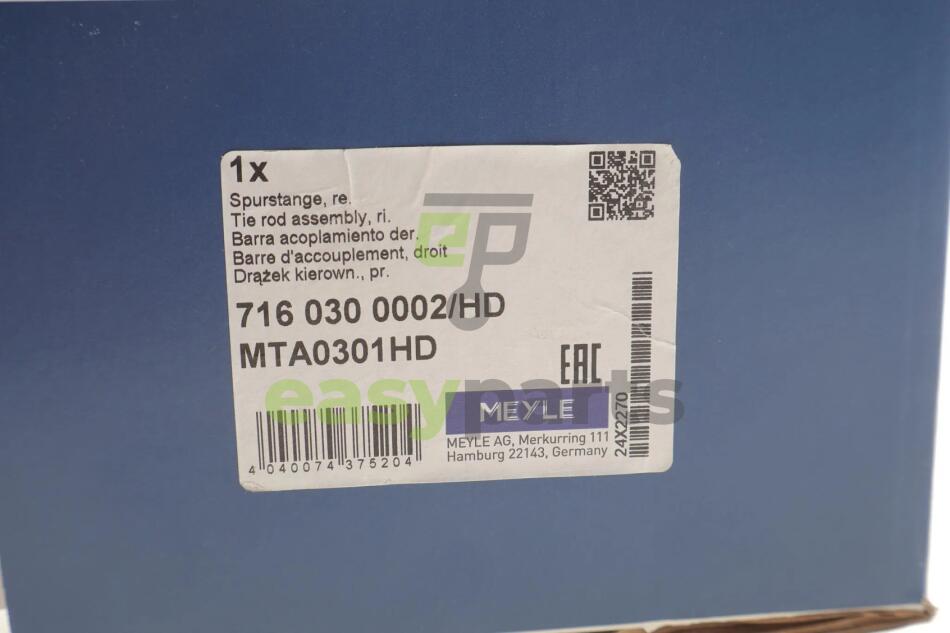 1x
Spurstange, re.
Tie rod assembly, ri.
Barra acoplamiento der.
Barre d'accouplement, droit
Drążek kierown., pr.
716 030 0002/HD
MTA0301HD
EAC
MEYLE
MEYLE AG, Merkurring 111
Hamburg 22143, Germany
4 040074 375204
24X2270
ep
easyparts